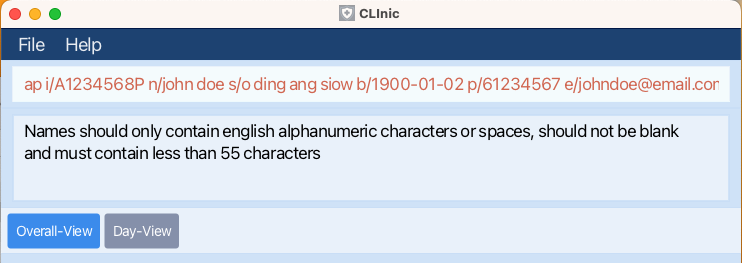 CLInic
File Help
ap i/A1234568P n/john doe s/o ding ang siow b/1900-01-02 p/61234567 e/johndoe@email.con
Names should only contain english alphanumeric characters or spaces, should not be blank
and must contain less than 55 characters
Overall-View Day-View